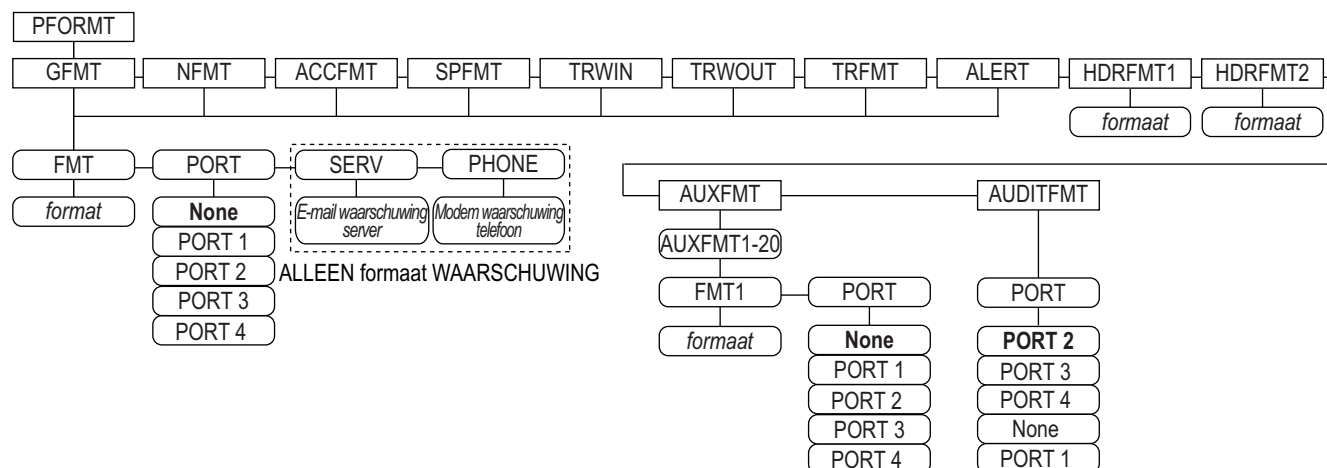 PFORMT
GFMT NFMT ACCFMT SPFMT TRWIN TRWOUT TRFMT ALERT HDRFMT1 HDRFMT2
formaat formaat
FMT PORT SERV PHONE
format
None
PORT 1
PORT 2
PORT 3
PORT 4
E-mail waarschuwing
server
Modem waarschuwing
telefoon
ALLEEN formaat WAARSCHUWING
AUXFMT AUDITFMT
AUXFMT1-20
FMT1 PORT
formaat
None
PORT 1
PORT 2
PORT 3
PORT 4
PORT
PORT 2
PORT 3
PORT 4
None
PORT 1